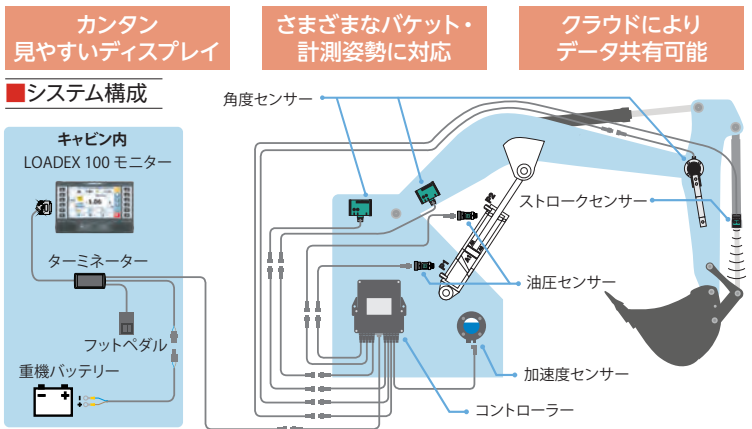 カンタン
見やすいディスプレイ
さまざまなバケット・
計測姿勢に対応
クラウドにより
データ共有可能
■システム構成
キャビン内
LOADEX 100 モニター
ターミネーター
フットペダル
重機バッテリー
角度センサー
ストロークセンサー
油圧センサー
加速度センサー
コントローラー
P2
P1